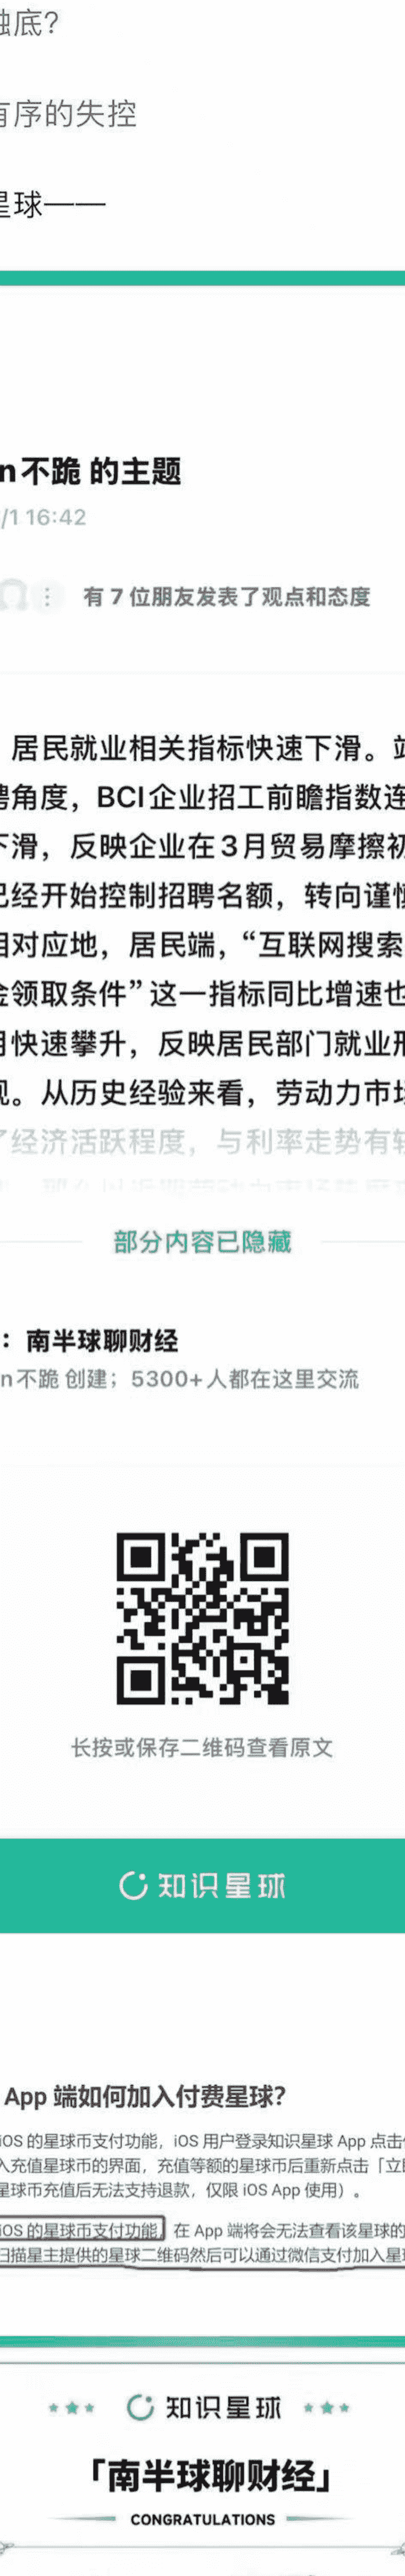 底？
序的失控
星球——
n不跪 的主题
/1 16:42
有 7 位朋友发表了观点和态度
，居民就业相关指标快速下滑。
角度，BCI企业招工前瞻指数连
下滑，反映企业在3月贸易摩擦初
已经开始控制招聘名额，转向谨慎
相对应地，居民端，“互联网搜索
金领取条件”这一指标同比增速也
月快速攀升，反映居民部门就业形
观。从历史经验来看，劳动力市场
了经济活跃程度，与利率走势有较
部分内容已隐藏
：南半球聊财经
n不跪 创建；5300+人都在这里交流
长按或保存二维码查看原文
知识星球
App 端如何加入付费星球？
iOS 的星球币支付功能，iOS 用户登录知识星球 App 点击
入充值星球币的界面，充值等额的星球币后重新点击「立
星球币充值后无法支持退款，仅限 iOS App 使用）。
iOS 的星球币支付功能，在 App 端将会无法查看该星球的
扫描星主提供的星球二维码然后可以通过微信支付加入星球
知识星球
「南半球聊财经」
CONGRATULATIONS